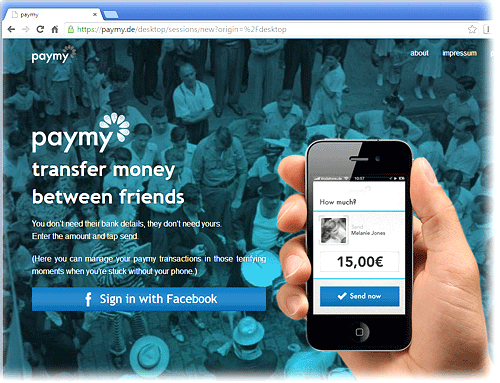 paymy
https://paymy.de/desktop/sessions/new?origin=%2Fdesktop
paymy
about
impressum
paymy
transfer money
between friends
You don't need their bank details, they don't need yours.
Enter the amount and tap send.
(Here you can manage your paymy transactions in those terrifying
moments when you're stuck without your phone.)
f Sign in with Facebook
10:57
How much?
Send
Melanie Jones
15,00€
Send now